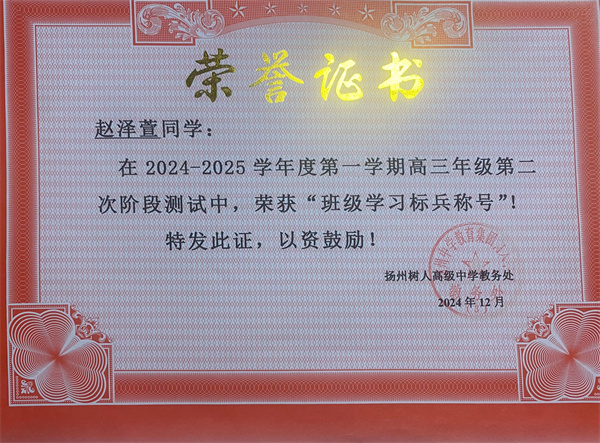 荣誉证书
赵泽萱同学：
在 2024-2025 学年度第一学期高三年级第二
次阶段测试中，荣获“班级学习标兵称号”！
特发此证，以资鼓励！
扬州树人高级中学教务处
2024 年 12 月
教务处